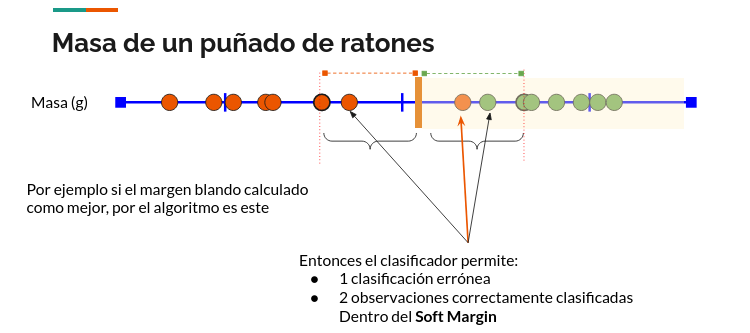 Masa de un puñado de ratones
Masa (g)
Por ejemplo si el margen blando calculado
como mejor, por el algoritmo es este
Entonces el clasificador permite:
● 1 clasificación errónea
● 2 observaciones correctamente clasificadas
Dentro del Soft Margin